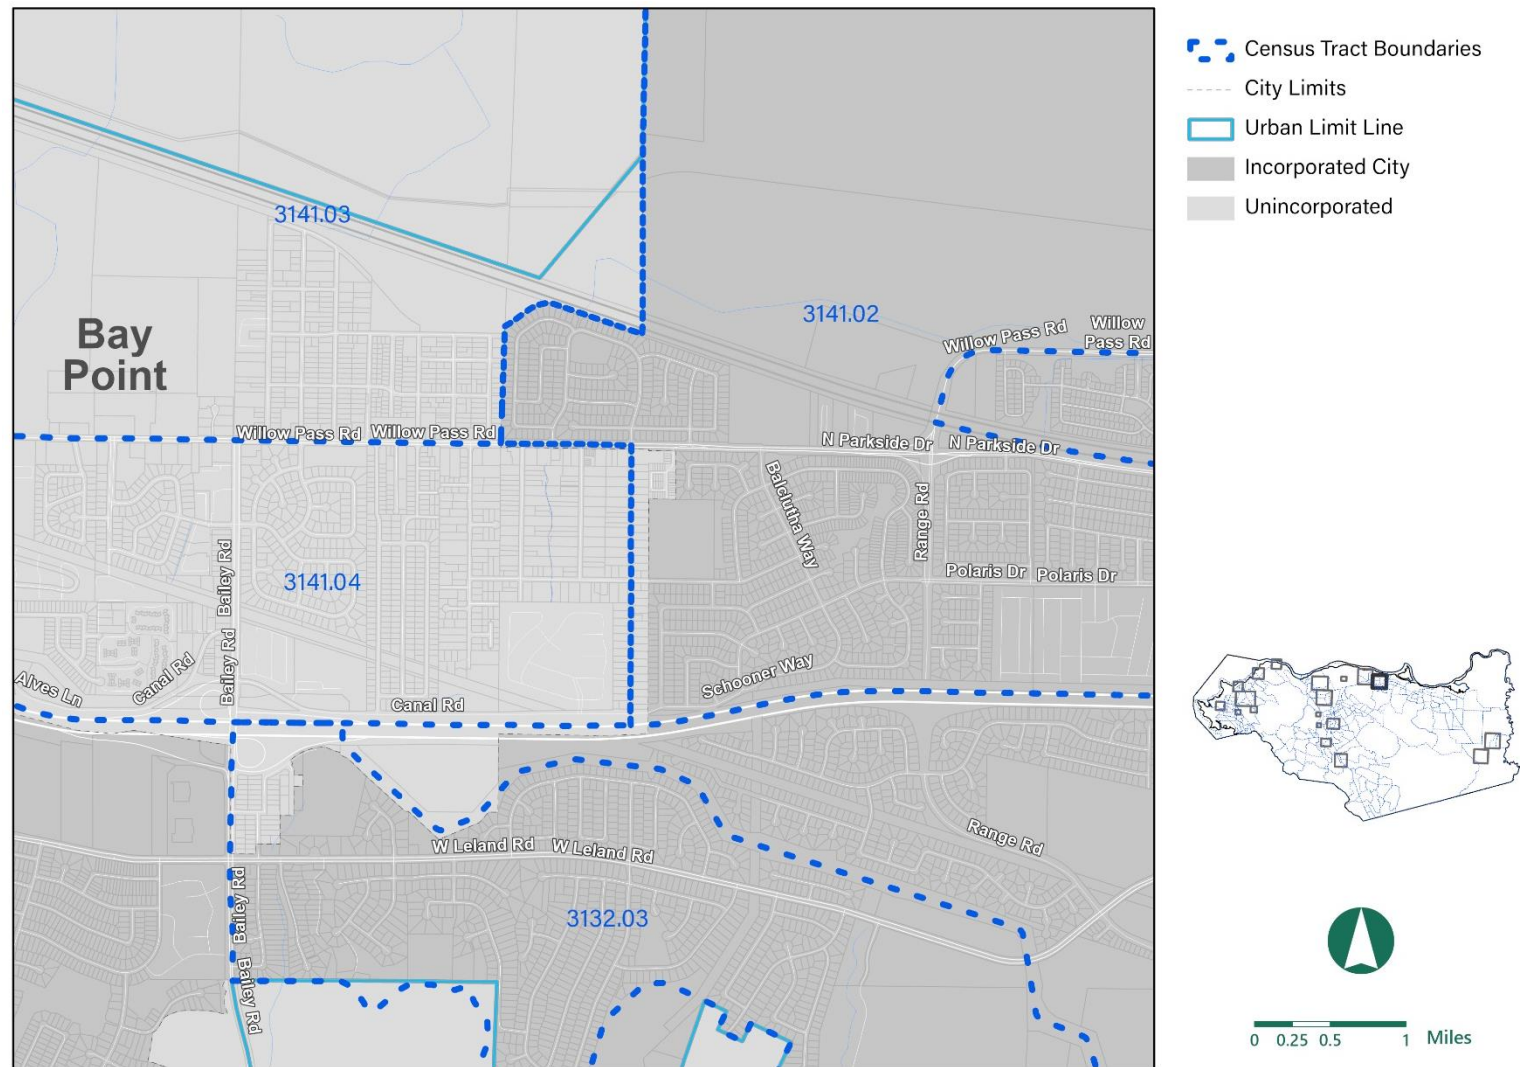 Census Tract Boundaries
City Limits
Urban Limit Line
Incorporated City
Unincorporated
3141.03
3141.02
Bay
Point
Willow Pass Rd
Willow
Pass Rd
Willow Pass Rd
Willow Pass Rd
N Parkside Dr
N Parkside Dr
Balclutha Way
Range Rd
Polaris Dr
Polaris Dr
3141.04
Bailey Rd
Bailey Rd
Canal Rd
Alves Ln
Canal Rd
Schooner Way
W Leland Rd
W Leland Rd
Range Rd
3132.03
Bailey Rd
Bailey Rd
0 0.25 0.5 1 Miles